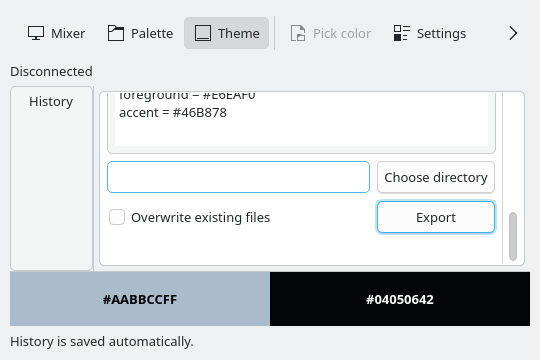 Mixer
Palette
Theme
Pick color
Settings
Disconnected
History
foreground = #E6EAF0
accent = #46B878
Choose directory
Overwrite existing files
Export
#AABBCCFF
#04050642
History is saved automatically.